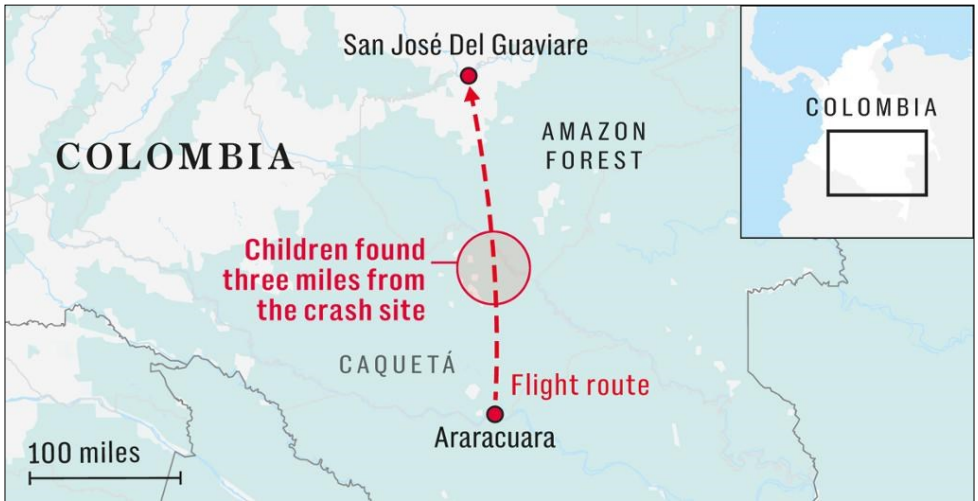 San José Del Guaviare
COLOMBIA
AMAZON
FOREST
COLOMBIA
Children found
three miles from
the crash site
CAQUETÁ
Flight route
Araracuara
100 miles